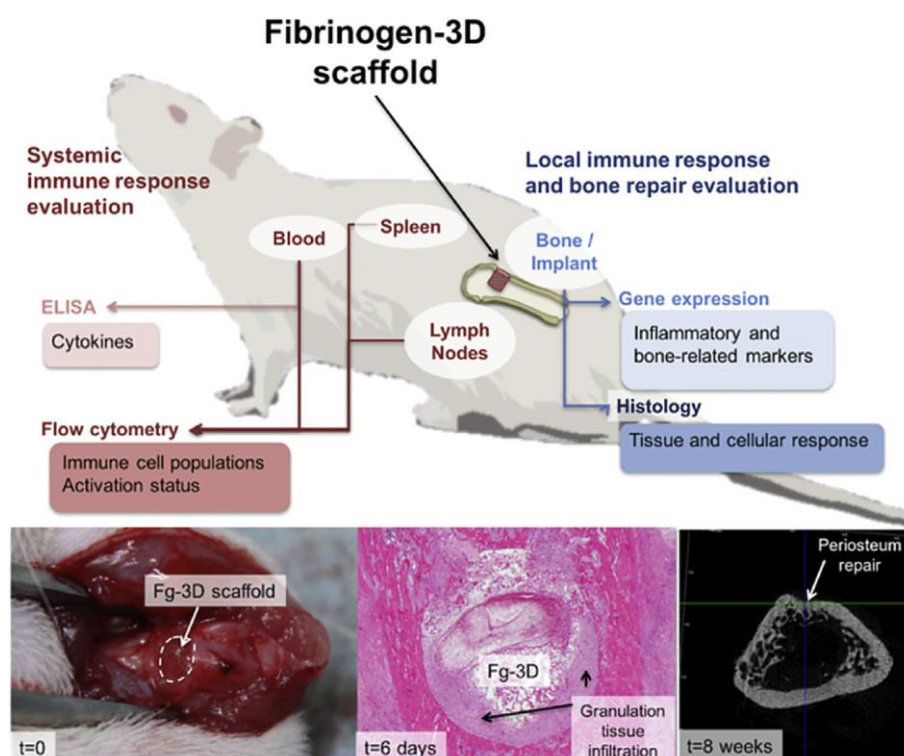 Fibrinogen-3D
scaffold
Systemic
immune response
evaluation
Local immune response
and bone repair evaluation
Blood
Spleen
Bone /
Implant
Lymph
Nodes
ELISA
Cytokines
Gene expression
Inflammatory and
bone-related markers
Flow cytometry
Immune cell populations
Activation status
Histology
Tissue and cellular response
Fg-3D scaffold
t=0
Fg-3D
Granulation
tissue
infiltration
t=6 days
Periosteum
repair
t=8 weeks